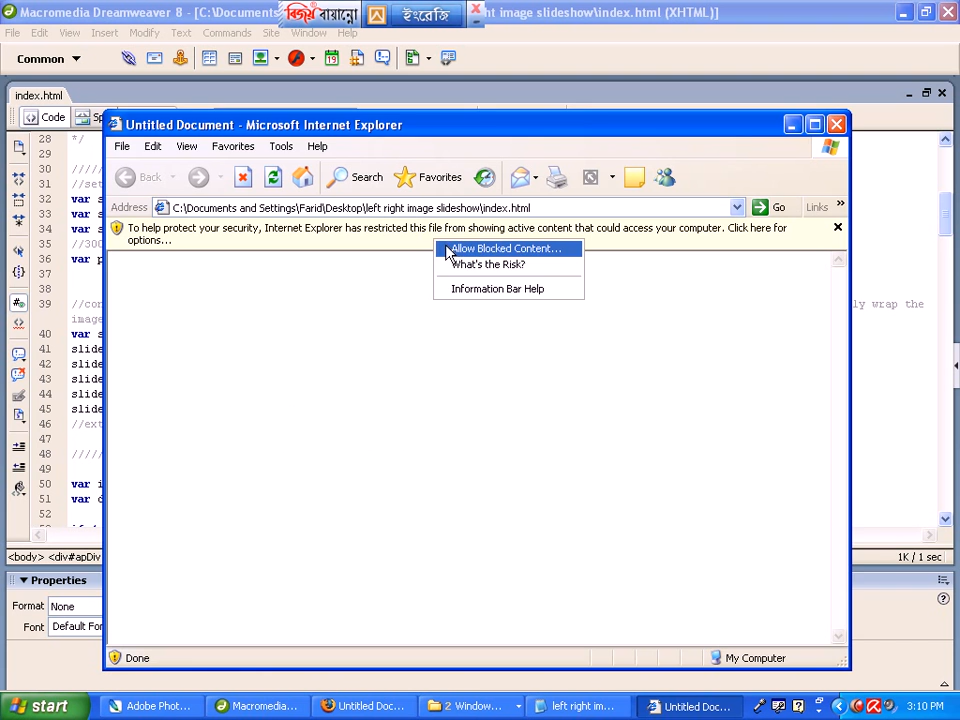 Macromedia Dreamweaver 8 - [C:\Documents
বিজয় বায়ান্নো
ইংরেজি
nt image slideshow\index.html (XHTML)]
File Edit View Insert Modify Text Commands Site Window Help
Common
index.html
Code Sp
Untitled Document - Microsoft Internet Explorer
File Edit View Favorites Tools Help
Back Search Favorites
Address C:\Documents and Settings\Farid\Desktop\left right image slideshow\index.html Go Links »
To help protect your security, Internet Explorer has restricted this file from showing active content that could access your computer. Click here for
options...
Allow Blocked Content...
What's the Risk?
Information Bar Help
28 */
29
30 /////
31 //set
32 var s
33 var s
34 var s
35 //300
36 var p
38
39 //con ly wrap the
imag
40 var s
41 slide
42 slide
43 slide
44 slide
45 slide
46 //ext
48 /////
49
50 var i
51 var d
52
<body> <div#apDiv 1K / 1 sec
Properties
Format None
Font Default For
Done My Computer
start Adobe Phot... Macromedia... Untitled Doc... 2 Window... left right im... Untitled Doc... 3:10 PM